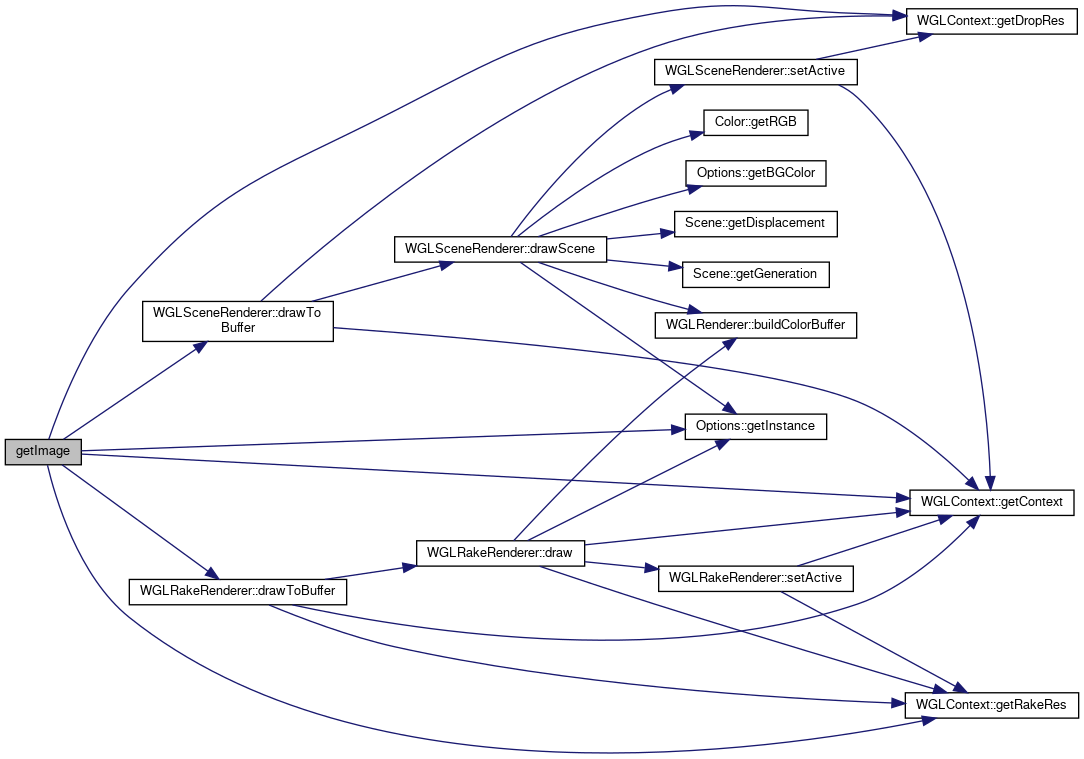 WGLContext::getDropRes
WGLSceneRenderer::setActive
Color::getRGB
Options::getBGColor
Scene::getDisplacement
WGLSceneRenderer::drawScene
Scene::getGeneration
WGLSceneRenderer::drawTo
Buffer
WGLRenderer::buildColorBuffer
Options::getInstance
getImage
WGLContext::getContext
WGLRakeRenderer::draw
WGLRakeRenderer::setActive
WGLRakeRenderer::drawToBuffer
WGLContext::getRakeRes